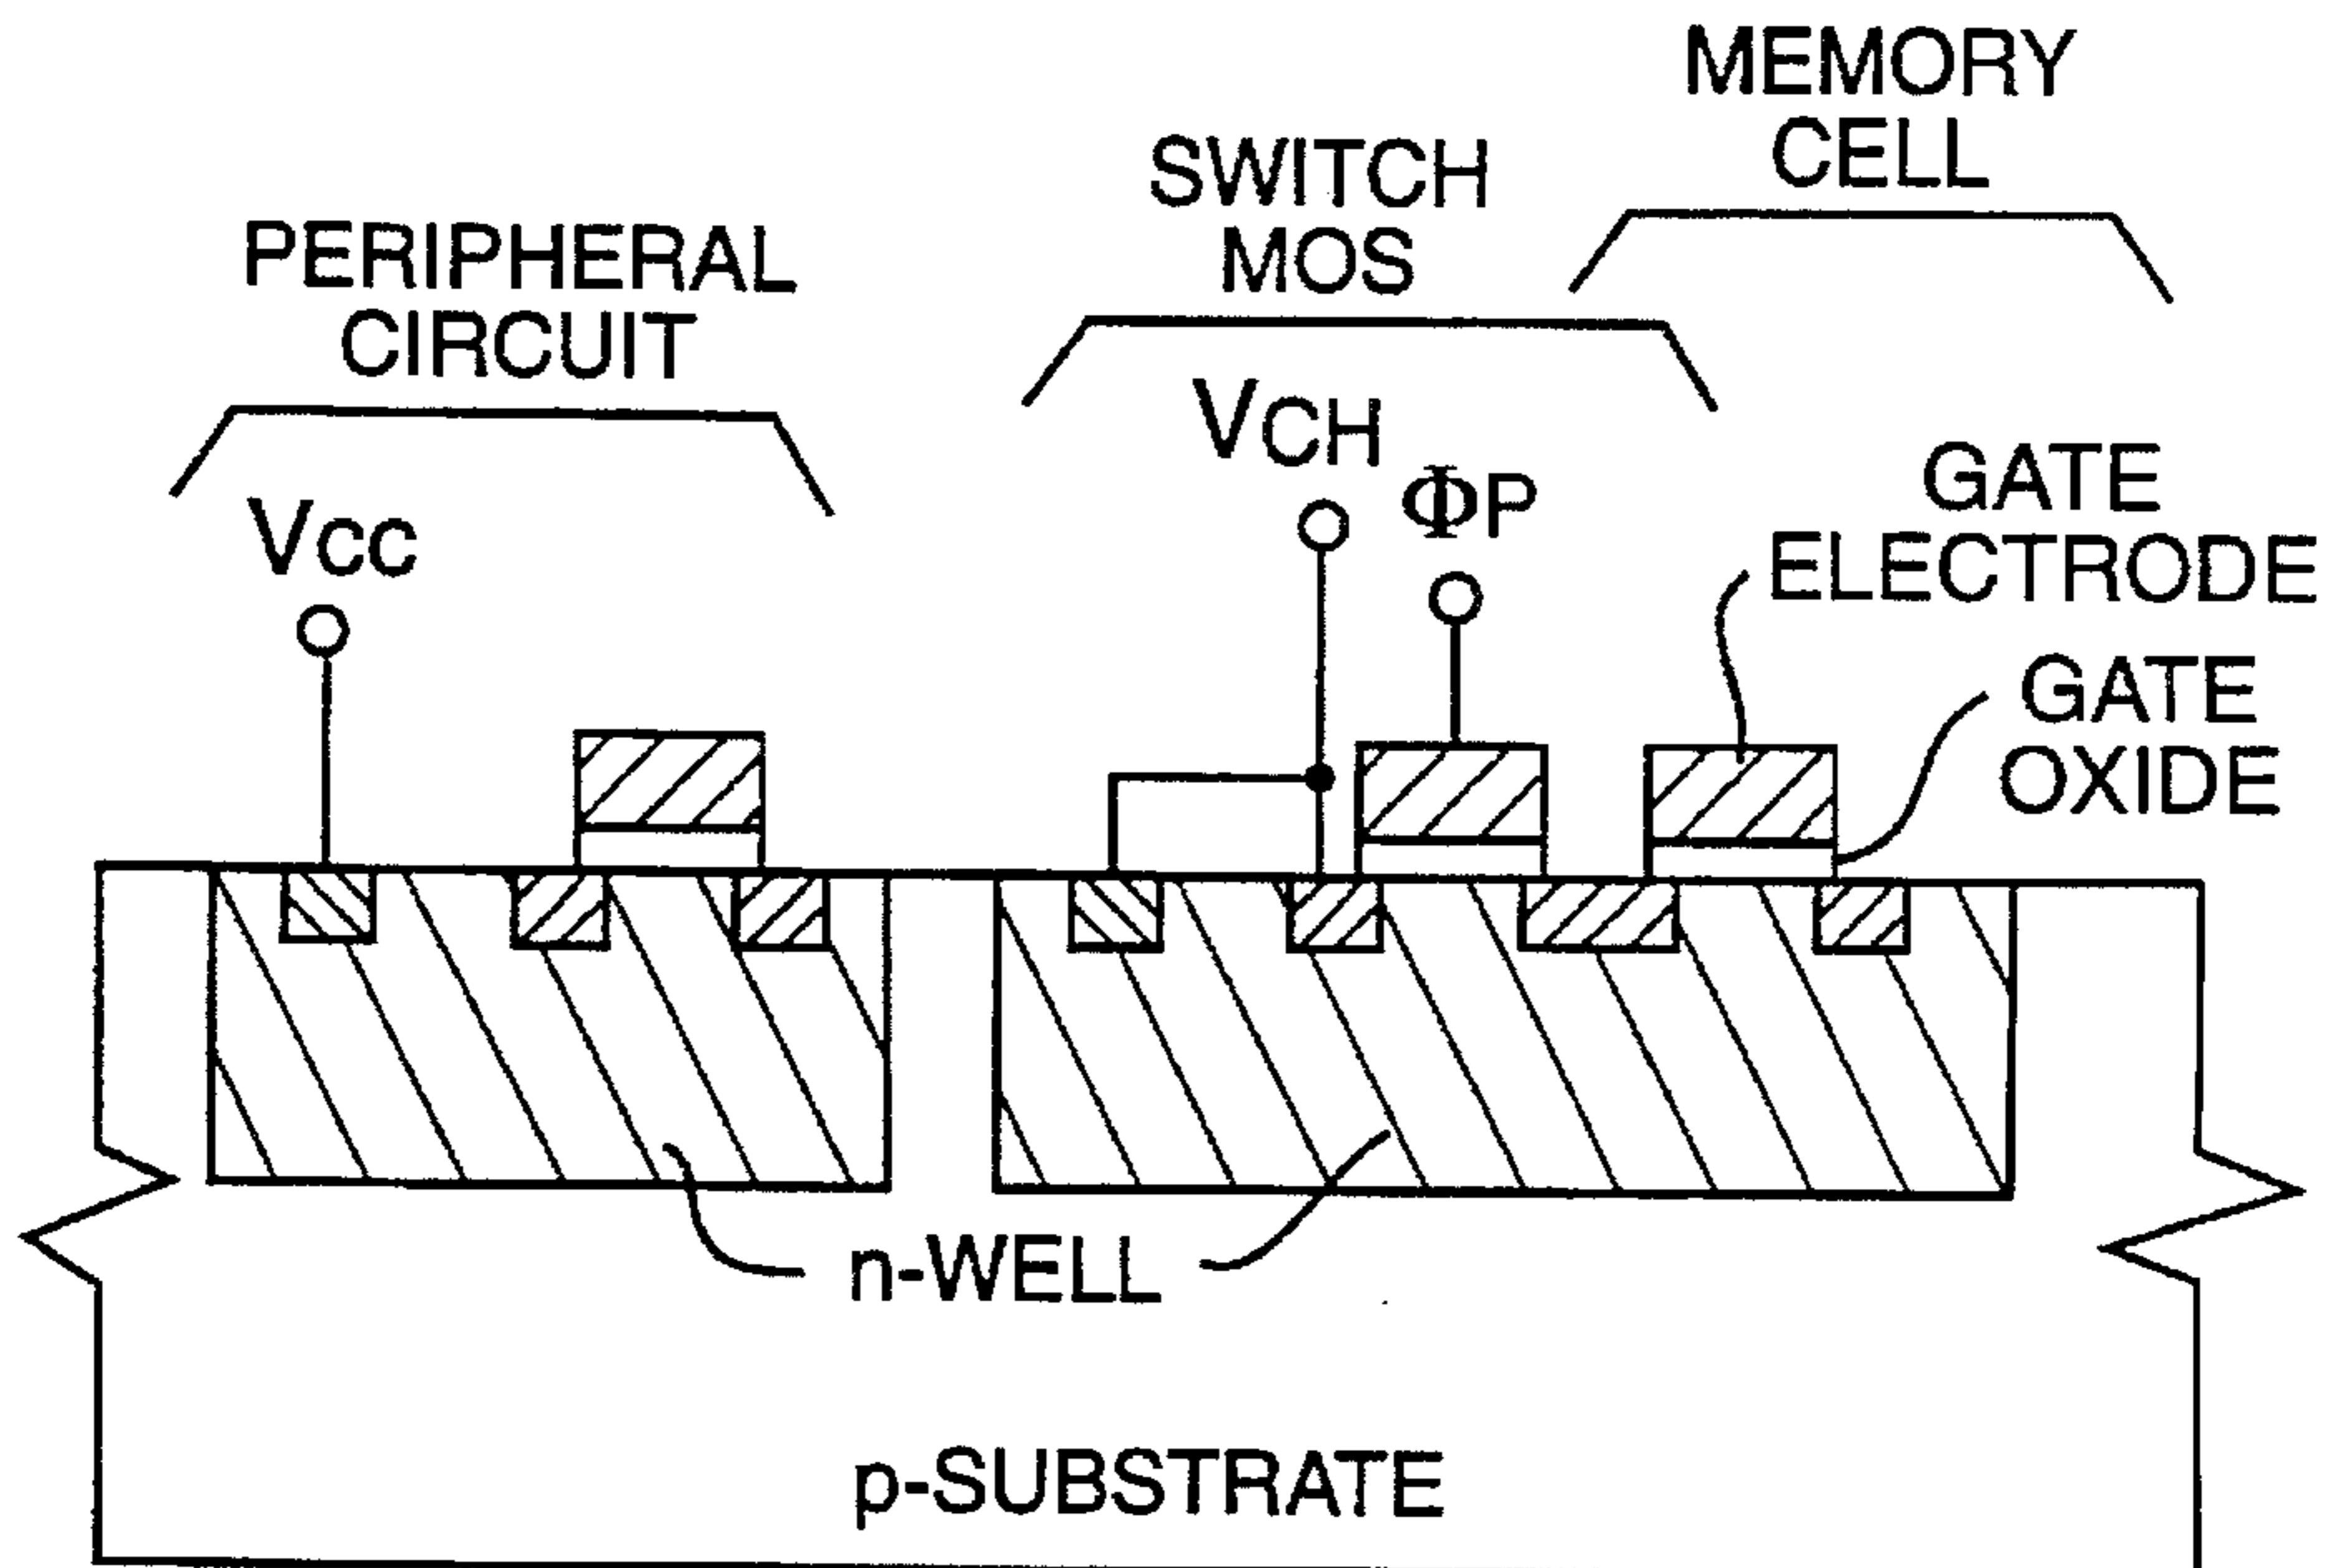 MEMORY
CELL
SWITCH
MOS
PERIPHERAL
CIRCUIT
VCH
ΦP
GATE
ELECTRODE
Vcc
GATE
OXIDE
n-WELL
p-SUBSTRATE